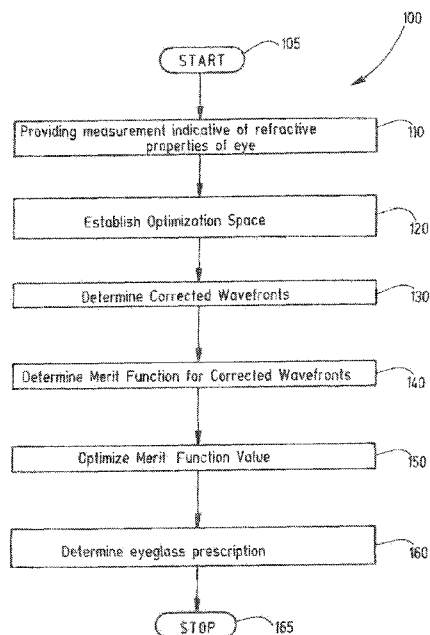 100
START
105
Providing measurement indicative of refractive
properties of eye
110
Establish Optimization Space
120
Determine Corrected Wavefronts
130
Determine Merit Function for Corrected Wavefronts
140
Optimize Merit Function Value
150
Determine eyeglass prescription
160
STOP
165